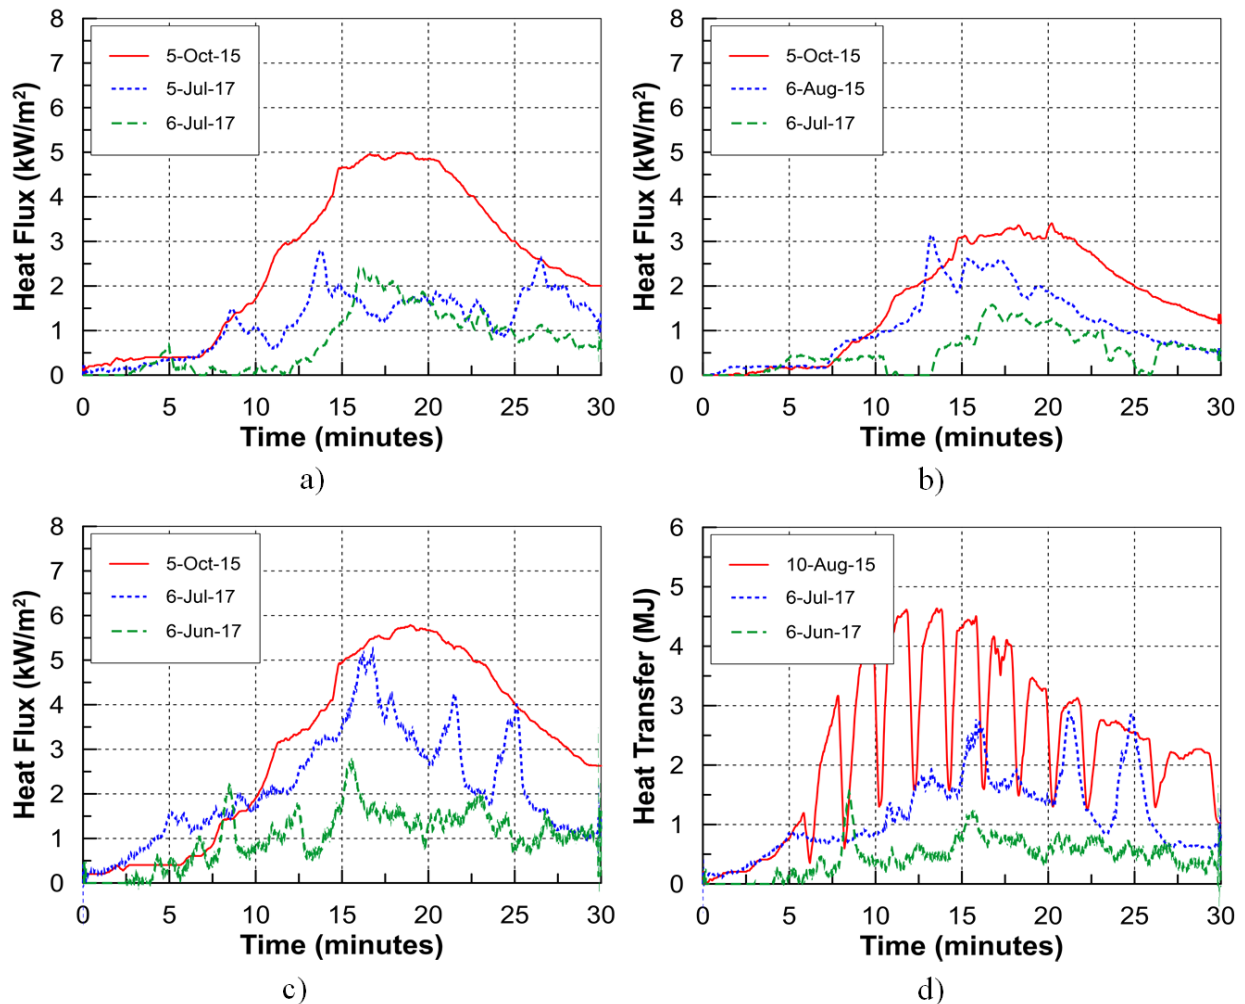 8
7
6
5
4
3
2
1
0
Heat Flux (kW/m²)
5-Oct-15
5-Jul-17
6-Jul-17
0 5 10 15 20 25 30
Time (minutes)
a)
8
7
6
5
4
3
2
1
0
Heat Flux (kW/m²)
5-Oct-15
6-Aug-15
6-Jul-17
0 5 10 15 20 25 30
Time (minutes)
b)
8
7
6
5
4
3
2
1
0
Heat Flux (kW/m²)
5-Oct-15
6-Jul-17
6-Jun-17
0 5 10 15 20 25 30
Time (minutes)
c)
6
5
4
3
2
1
0
Heat Transfer (MJ)
10-Aug-15
6-Jul-17
6-Jun-17
0 5 10 15 20 25 30
Time (minutes)
d)